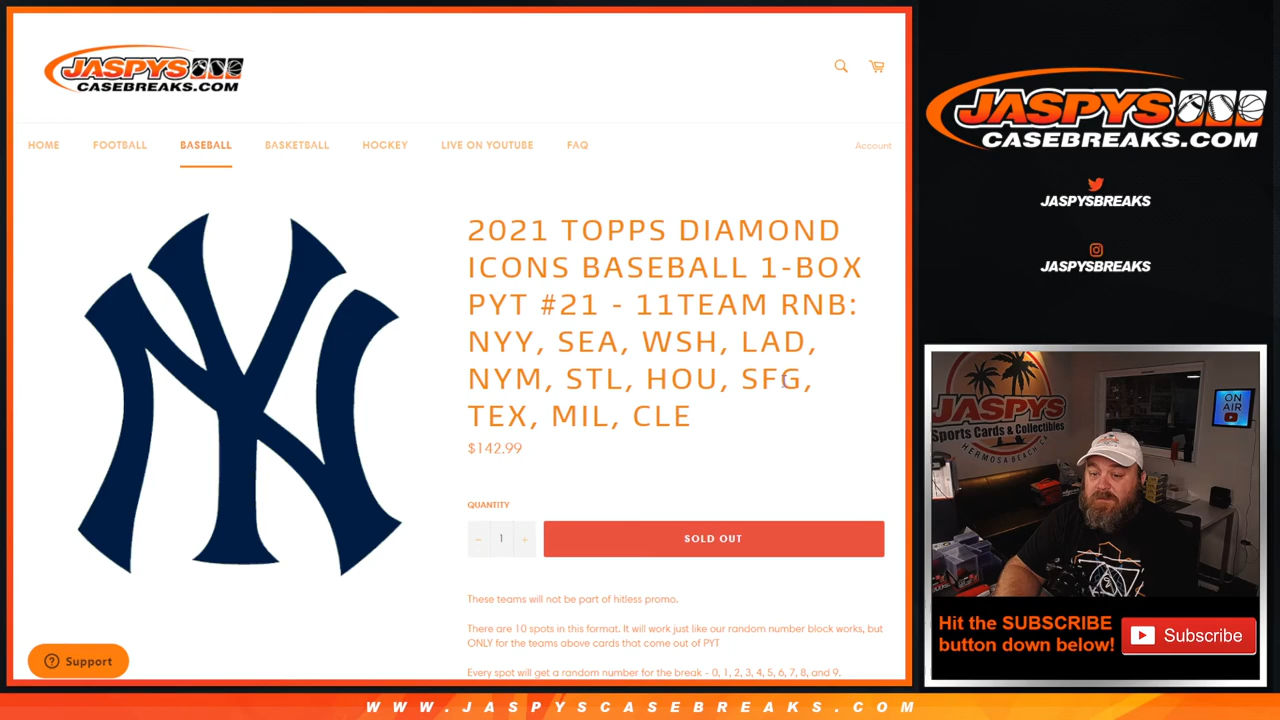 JASPYS
CASEBREAKS.COM
HOME FOOTBALL BASEBALL BASKETBALL HOCKEY LIVE ON YOUTUBE FAQ Account
2021 TOPPS DIAMOND
ICONS BASEBALL 1-BOX
PYT #21 - 11TEAM RNB:
NYY, SEA, WSH, LAD,
NYM, STL, HOU, SFG,
TEX, MIL, CLE
$142.99
QUANTITY
− 1 +
SOLD OUT
These teams will not be part of hitless promo.
There are 10 spots in this format. It will work just like our random number block works, but
ONLY for the teams above cards that come out of PYT
Every spot will get a random number for the break - 0, 1, 2, 3, 4, 5, 6, 7, 8, and 9.
Support
JASPYS
CASEBREAKS.COM
JASPYSBREAKS
JASPYSBREAKS
JASPYS
Sports Cards & Collectibles
HERMOSA BEACH CA
ON
AIR
Hit the SUBSCRIBE
button down below!
Subscribe
WWW.JASPYSCASEBREAKS.COM